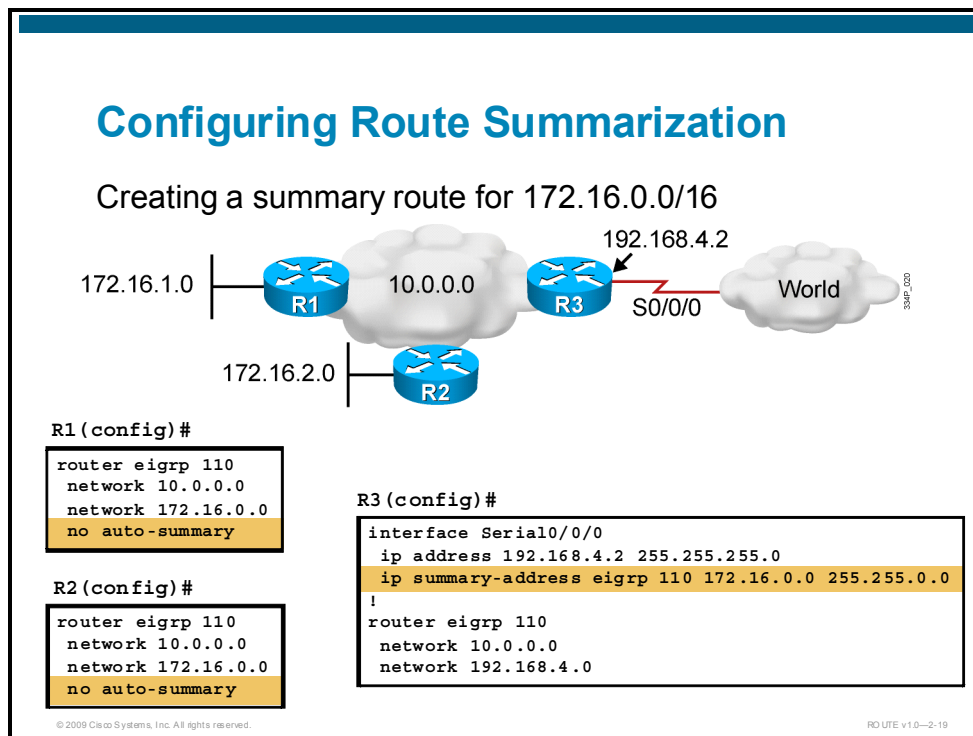 Configuring Route Summarization
Creating a summary route for 172.16.0.0/16
192.168.4.2
172.16.1.0
R1
10.0.0.0
R3
S0/0/0
World
334P_020
172.16.2.0
R2
R1(config)#
router eigrp 110
network 10.0.0.0
network 172.16.0.0
no auto-summary
R2(config)#
router eigrp 110
network 10.0.0.0
network 172.16.0.0
no auto-summary
R3(config)#
interface Serial0/0/0
ip address 192.168.4.2 255.255.255.0
ip summary-address eigrp 110 172.16.0.0 255.255.0.0
!
router eigrp 110
network 10.0.0.0
network 192.168.4.0
© 2009 Cisco Systems, Inc. All rights reserved.
ROUTE v1.0—2-19